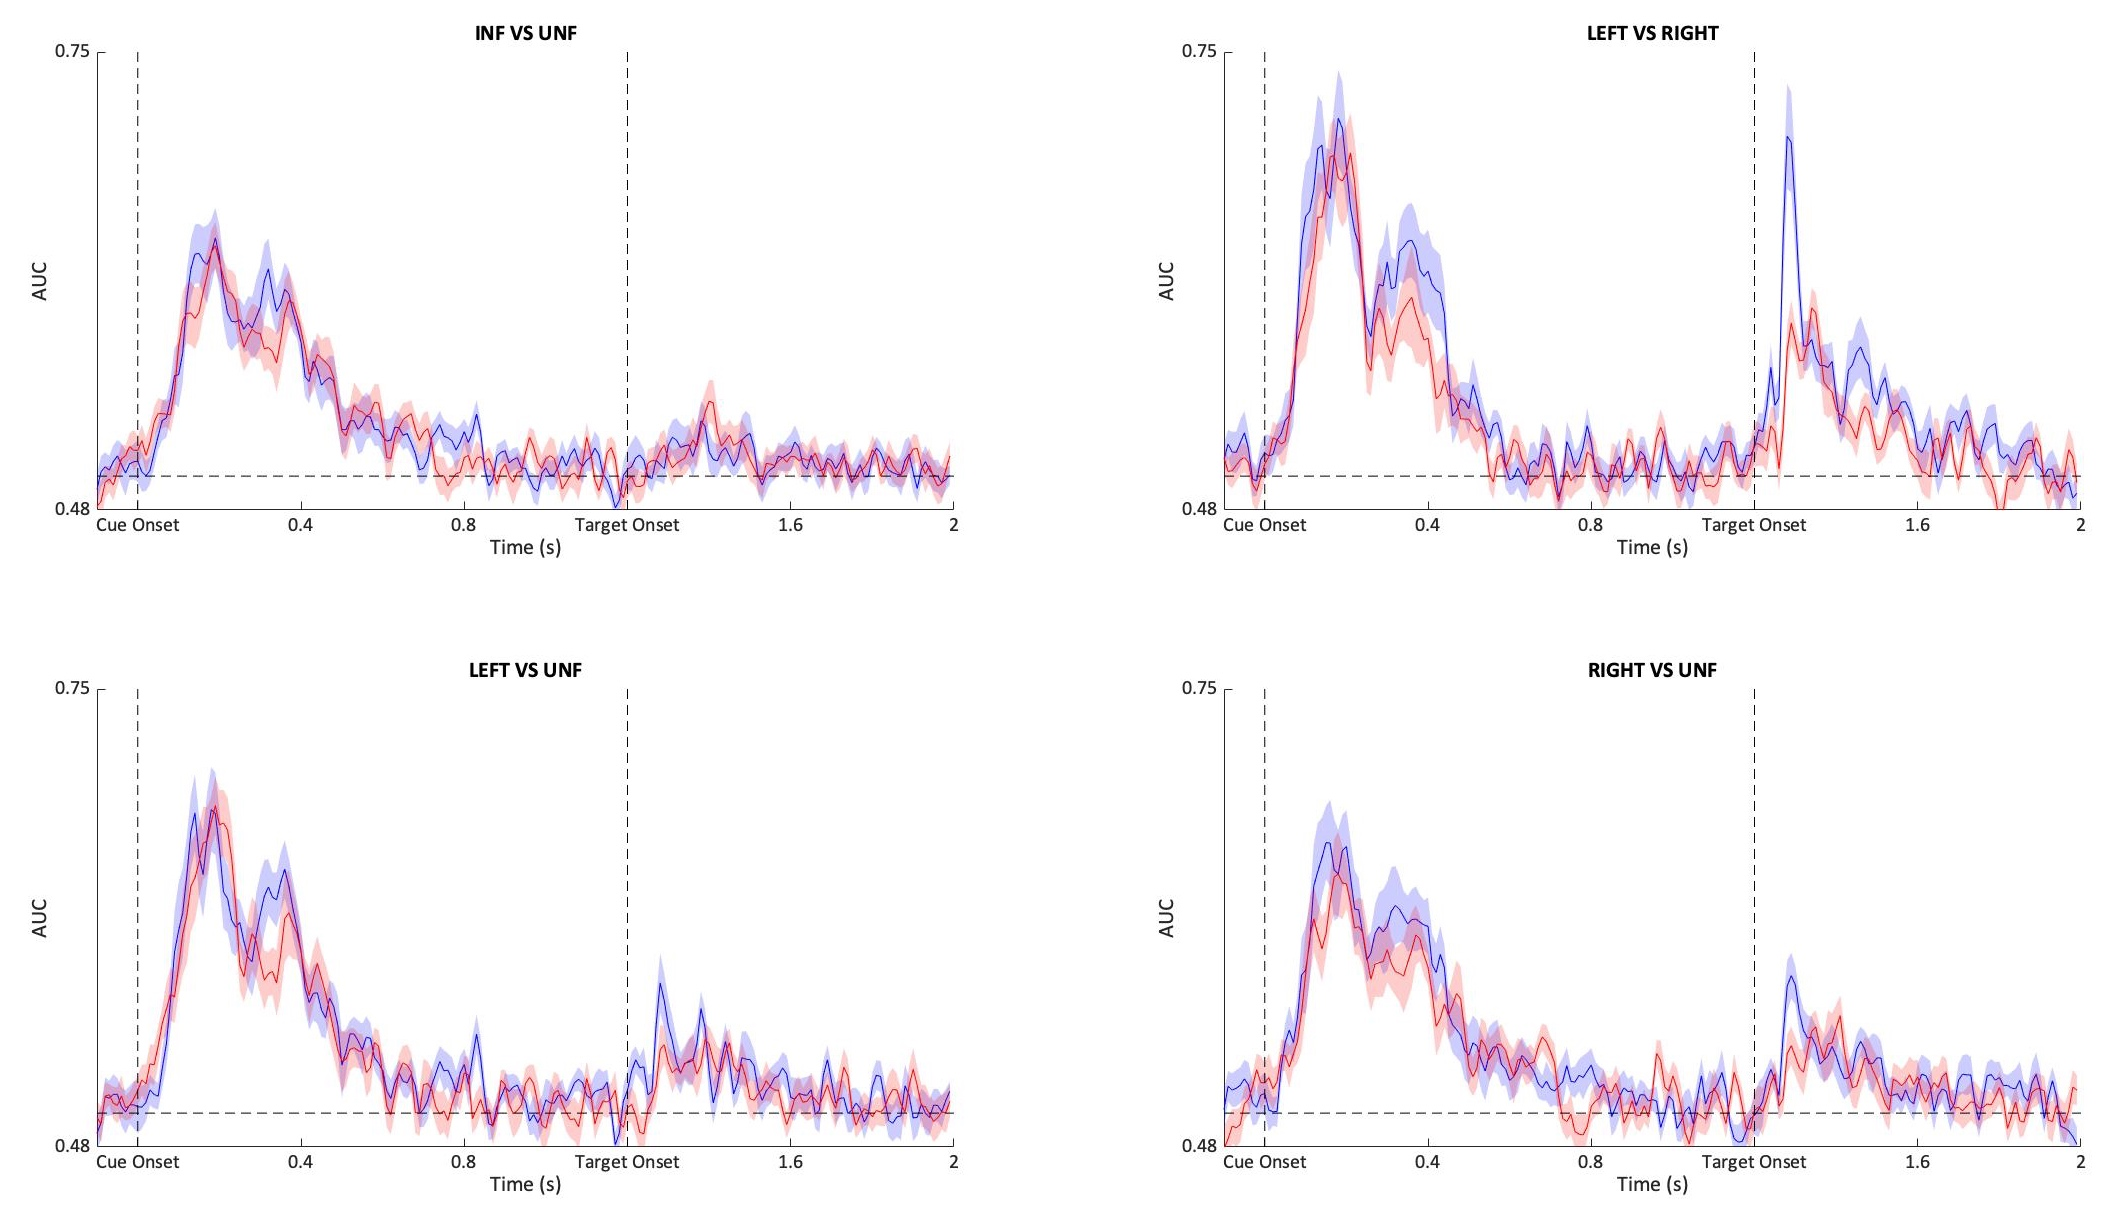 INF VS UNF
0.75
AUC
0.48
Cue Onset 0.4 0.8 Target Onset 1.6 2
Time (s)
LEFT VS RIGHT
0.75
AUC
0.48
Cue Onset 0.4 0.8 Target Onset 1.6 2
Time (s)
LEFT VS UNF
0.75
AUC
0.48
Cue Onset 0.4 0.8 Target Onset 1.6 2
Time (s)
RIGHT VS UNF
0.75
AUC
0.48
Cue Onset 0.4 0.8 Target Onset 1.6 2
Time (s)